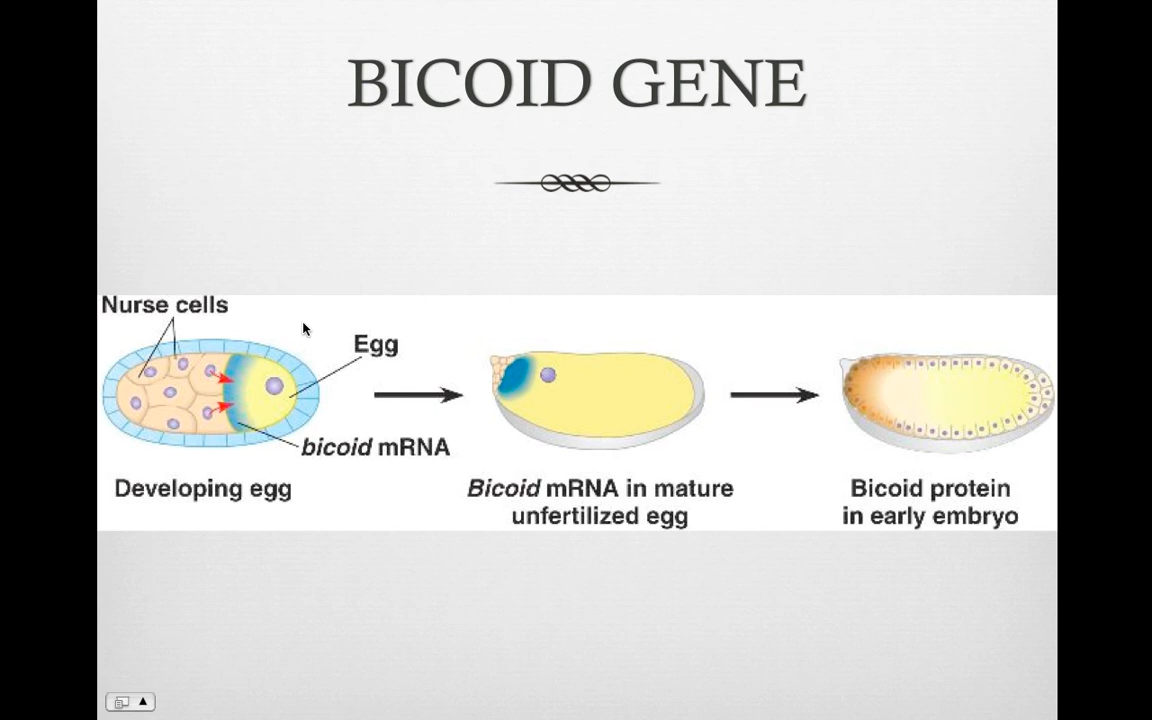 BICOID GENE
Nurse cells
Egg
bicoid mRNA
Developing egg
Bicoid mRNA in mature
unfertilized egg
Bicoid protein
in early embryo